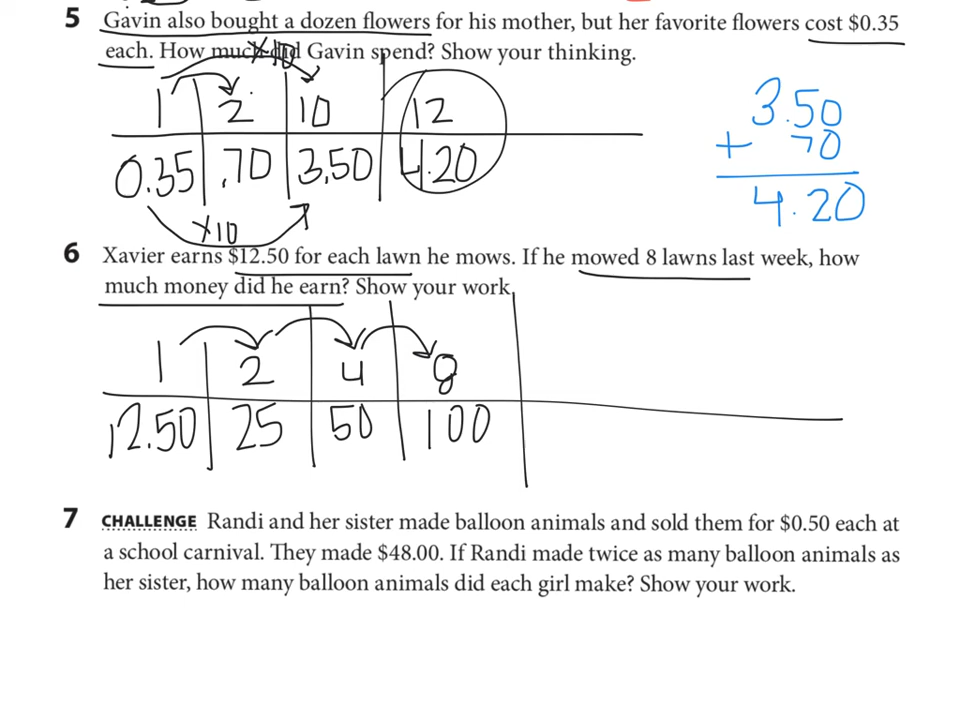 5 Gavin also bought a dozen flowers for his mother, but her favorite flowers cost $0.35
each. How much did Gavin spend? Show your thinking.
×10
1 2 10 12
0.35 .70 3.50 4.20
×10
3.50
+ 70
4.20
6 Xavier earns $12.50 for each lawn he mows. If he mowed 8 lawns last week, how
much money did he earn? Show your work.
1 2 4 8
12.50 25 50 100
7 CHALLENGE Randi and her sister made balloon animals and sold them for $0.50 each at
a school carnival. They made $48.00. If Randi made twice as many balloon animals as
her sister, how many balloon animals did each girl make? Show your work.